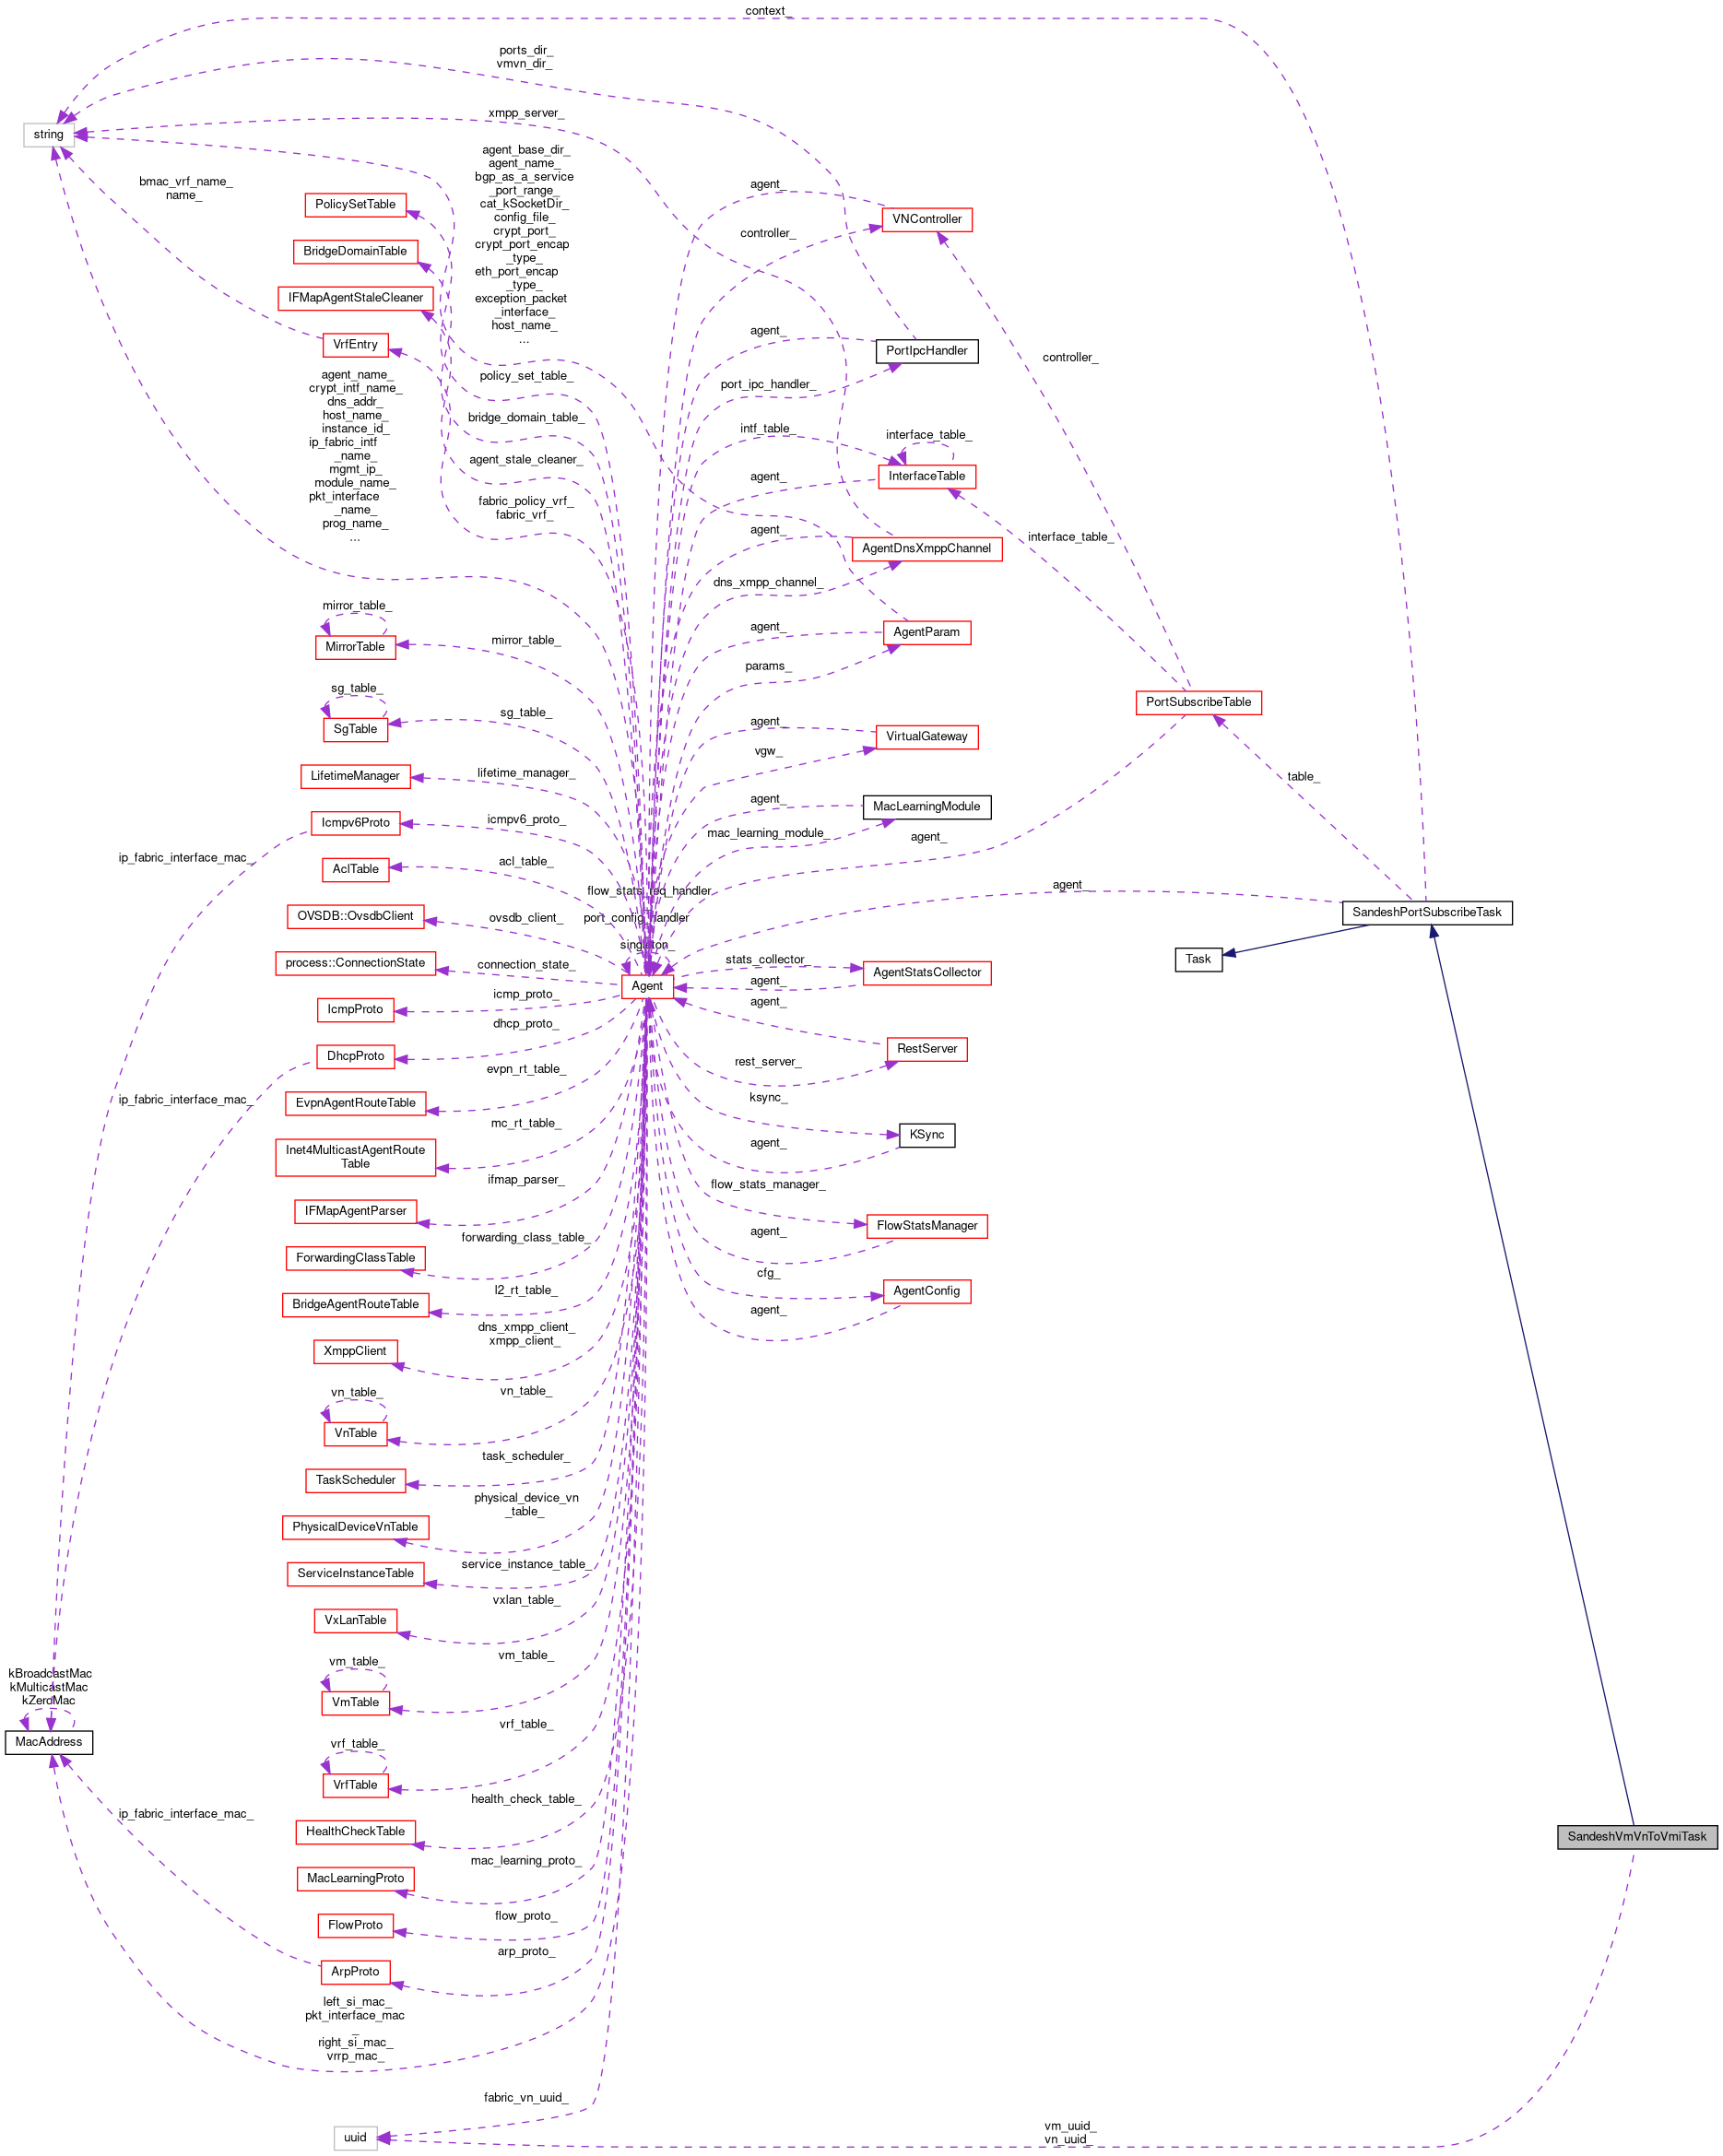 context_
ports_dir_
vmvn_dir_
xmpp_server_
string
agent_base_dir_
agent_name_
bgp_as_a_service
_port_range_
cat_kSocketDir_
config_file_
crypt_port_
crypt_port_encap
_type_
eth_port_encap
_type_
exception_packet
_interface_
host_name_
...
bmac_vrf_name_
name_
PolicySetTable
BridgeDomainTable
IFMapAgentStaleCleaner
VrfEntry
agent_
VNController
controller_
agent_
PortIpcHandler
port_ipc_handler_
controller_
policy_set_table_
bridge_domain_table_
agent_stale_cleaner_
fabric_policy_vrf_
fabric_vrf_
agent_name_
crypt_intf_name_
dns_addr_
host_name_
instance_id_
ip_fabric_intf
_name_
mgmt_ip_
module_name_
pkt_interface
_name_
prog_name_
...
intf_table_
interface_table_
InterfaceTable
agent_
agent_
AgentDnsXmppChannel
dns_xmpp_channel_
interface_table_
mirror_table_
MirrorTable
mirror_table_
agent_
AgentParam
params_
sg_table_
SgTable
sg_table_
PortSubscribeTable
agent_
VirtualGateway
vgw_
LifetimeManager
lifetime_manager_
table_
agent_
MacLearningModule
mac_learning_module_
Icmpv6Proto
icmpv6_proto_
agent_
ip_fabric_interface_mac_
AclTable
acl_table_
flow_stats_req_handler
port_config_handler
singleton_
agent_
SandeshPortSubscribeTask
OVSDB::OvsdbClient
ovsdb_client_
process::ConnectionState
connection_state_
Task
stats_collector_
AgentStatsCollector
agent_
Agent
IcmpProto
icmp_proto_
agent_
DhcpProto
dhcp_proto_
RestServer
rest_server_
EvpnAgentRouteTable
evpn_rt_table_
ip_fabric_interface_mac_
ksync_
KSync
agent_
Inet4MulticastAgentRoute
Table
mc_rt_table_
IFMapAgentParser
ifmap_parser_
flow_stats_manager_
FlowStatsManager
agent_
ForwardingClassTable
forwarding_class_table_
cfg_
AgentConfig
agent_
BridgeAgentRouteTable
l2_rt_table_
XmppClient
dns_xmpp_client_
xmpp_client_
vn_table_
VnTable
vn_table_
TaskScheduler
task_scheduler_
PhysicalDeviceVnTable
physical_device_vn
_table_
ServiceInstanceTable
service_instance_table_
VxLanTable
vxlan_table_
vm_table_
VmTable
vm_table_
kBroadcastMac
kMulticastMac
kZeroMac
MacAddress
vrf_table_
VrfTable
vrf_table_
ip_fabric_interface_mac_
HealthCheckTable
health_check_table_
SandeshVmVnToVmiTask
MacLearningProto
mac_learning_proto_
FlowProto
flow_proto_
ArpProto
arp_proto_
left_si_mac_
pkt_interface_mac
_
right_si_mac_
vrrp_mac_
fabric_vn_uuid_
uuid
vm_uuid_
vn_uuid_